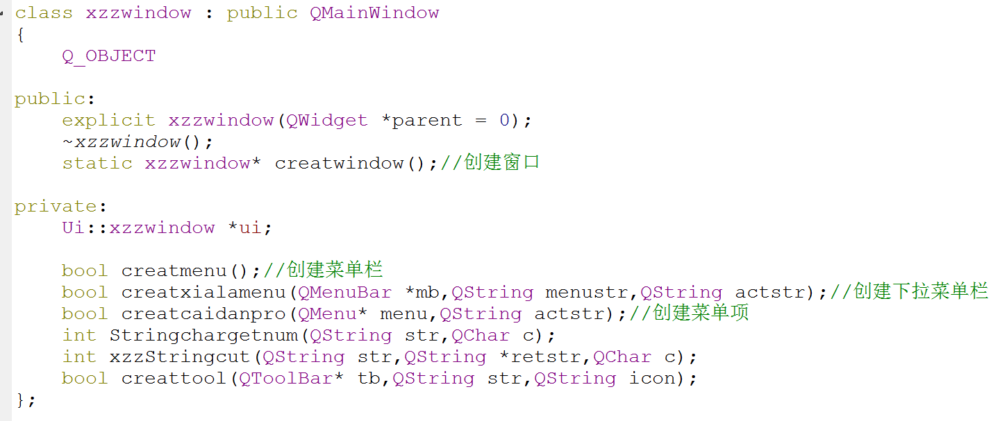 class xzzwindow : public QMainWindow
{
    Q_OBJECT
public:
    explicit xzzwindow(QWidget *parent = 0);
    ~xzzwindow();
    static xzzwindow* creatwindow();//创建窗口
private:
    Ui::xzzwindow *ui;
    bool creatmenu();//创建菜单栏
    bool creatxialamenu(QMenuBar *mb,QString menustr,QString actstr);//创建下拉菜单栏
    bool creatcaidanpro(QMenu* menu,QString actstr);//创建菜单项
    int Stringchargetnum(QString str,QChar c);
    int xzzStringcut(QString str,QString *retstr,QChar c);
    bool creattool(QToolBar* tb,QString str,QString icon);
};